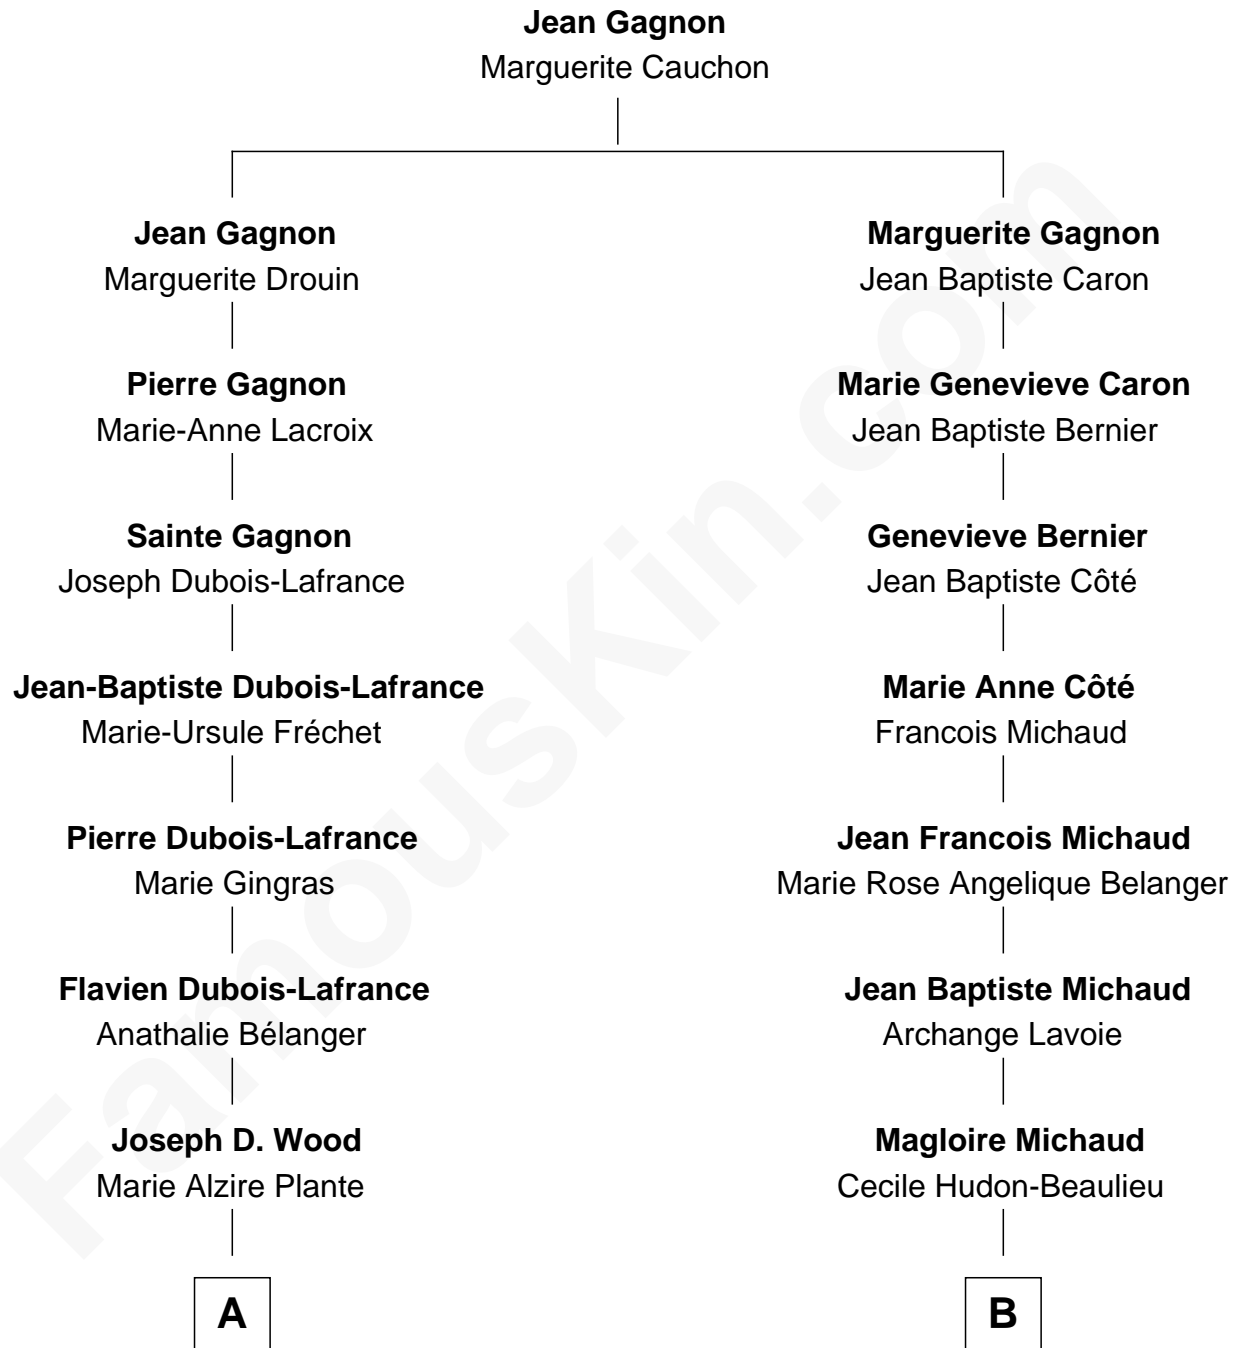 Jean Gagnon
Marguerite Cauchon
Jean Gagnon
Marguerite Drouin
Marguerite Gagnon
Jean Baptiste Caron
Pierre Gagnon
Marie-Anne Lacroix
Marie Genevieve Caron
Jean Baptiste Bernier
Sainte Gagnon
Joseph Dubois-Lafrance
Genevieve Bernier
Jean Baptiste Côté
Jean-Baptiste Dubois-Lafrance
Marie-Ursule Fréchet
Marie Anne Côté
Francois Michaud
Pierre Dubois-Lafrance
Marie Gingras
Jean Francois Michaud
Marie Rose Angelique Belanger
Flavien Dubois-Lafrance
Anathalie Bélanger
Jean Baptiste Michaud
Archange Lavoie
Joseph D. Wood
Marie Alzire Plante
Magloire Michaud
Cecile Hudon-Beaulieu
A
B
FamousKin.com